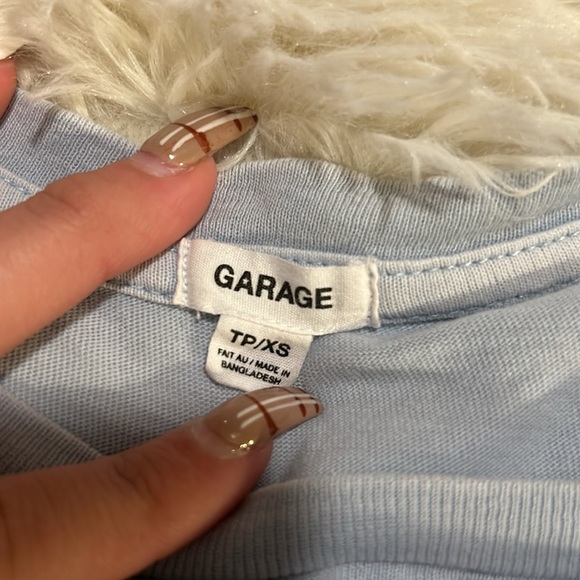 GARAGE
TP/XS
FAIT AU / MADE IN
BANGLADESH